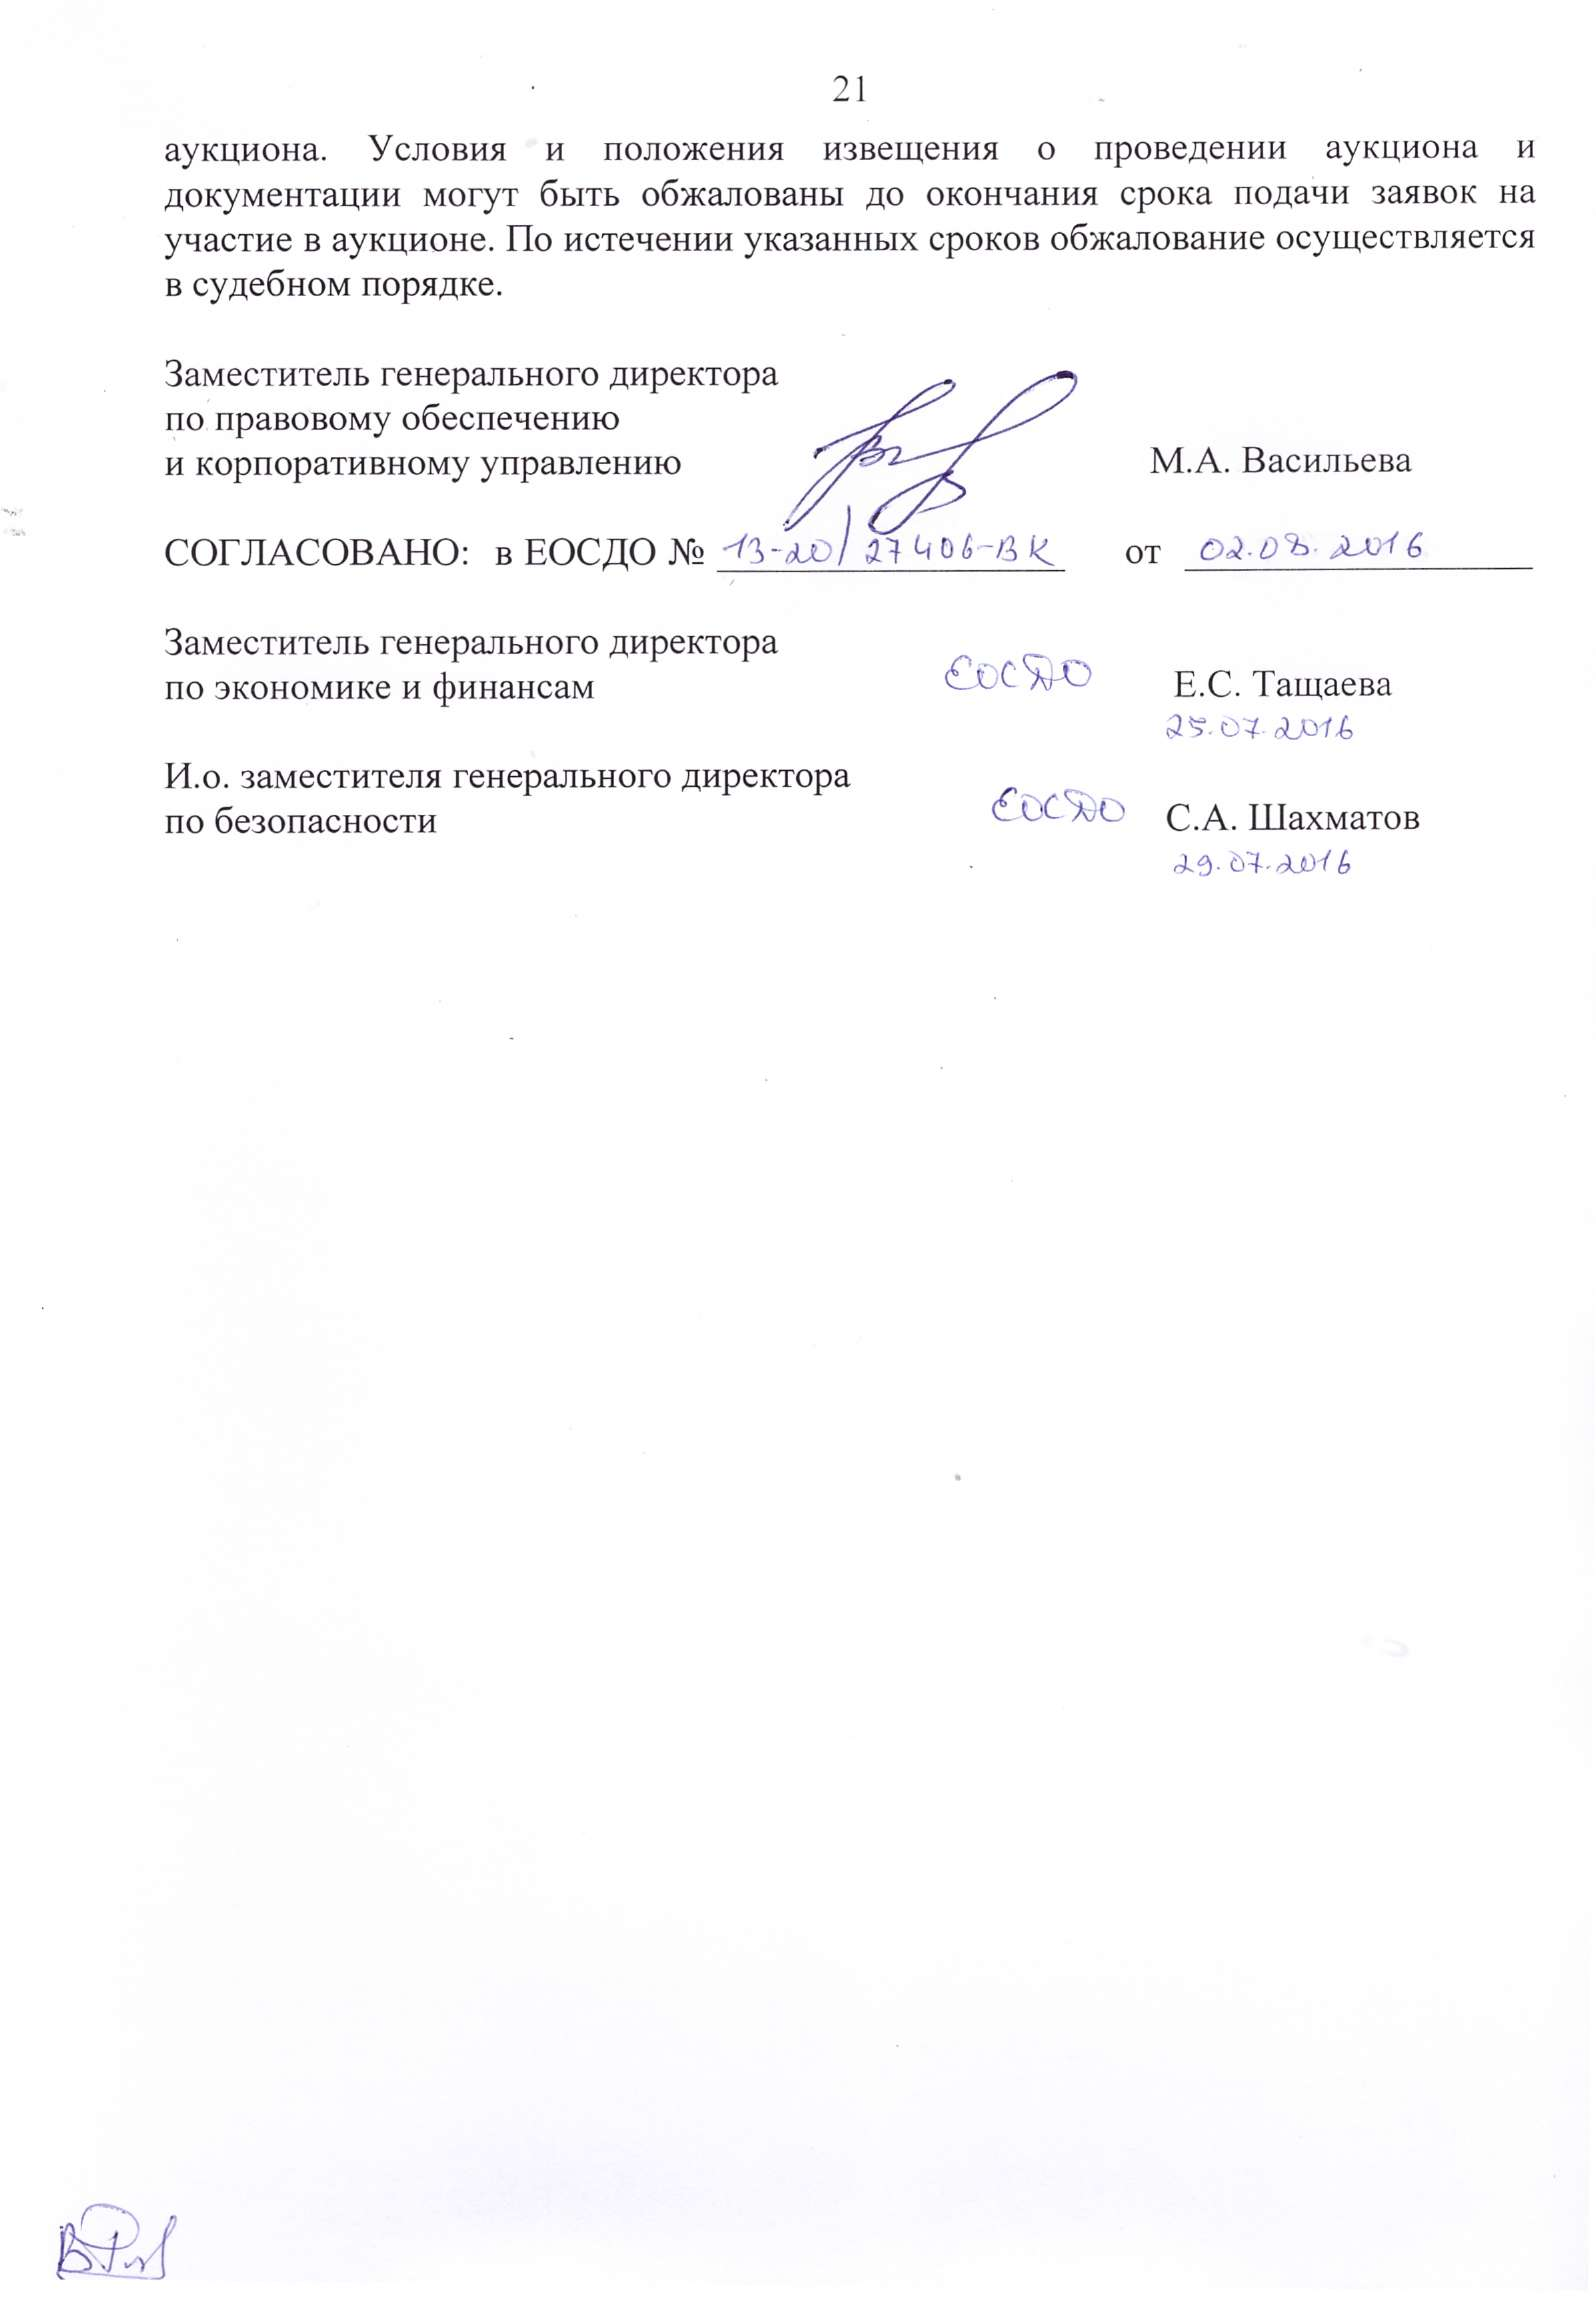 21
аукциона. Условия и положения извещения о проведении аукциона и
документации могут быть обжалованы до окончания срока подачи заявок на
участие в аукционе. По истечении указанных сроков обжалование осуществляется
в судебном порядке.
Заместитель генерального директора
по правовому обеспечению
и корпоративному управлению М.А. Васильева
СОГЛАСОВАНО: в ЕОСДО № 13-20/27406-ВК от 02.08.2016
Заместитель генерального директора
по экономике и финансам ЕОСДО Е.С. Тащаева
25.07.2016
И.о. заместителя генерального директора
по безопасности ЕОСДО С.А. Шахматов
29.07.2016